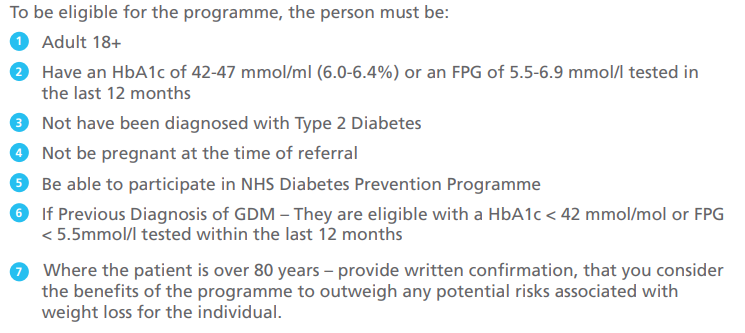 To be eligible for the programme, the person must be:
1 Adult 18+
2 Have an HbA1c of 42-47 mmol/ml (6.0-6.4%) or an FPG of 5.5-6.9 mmol/l tested in
the last 12 months
3 Not have been diagnosed with Type 2 Diabetes
4 Not be pregnant at the time of referral
5 Be able to participate in NHS Diabetes Prevention Programme
6 If Previous Diagnosis of GDM – They are eligible with a HbA1c < 42 mmol/mol or FPG
< 5.5mmol/l tested within the last 12 months
7 Where the patient is over 80 years – provide written confirmation, that you consider
the benefits of the programme to outweigh any potential risks associated with
weight loss for the individual.